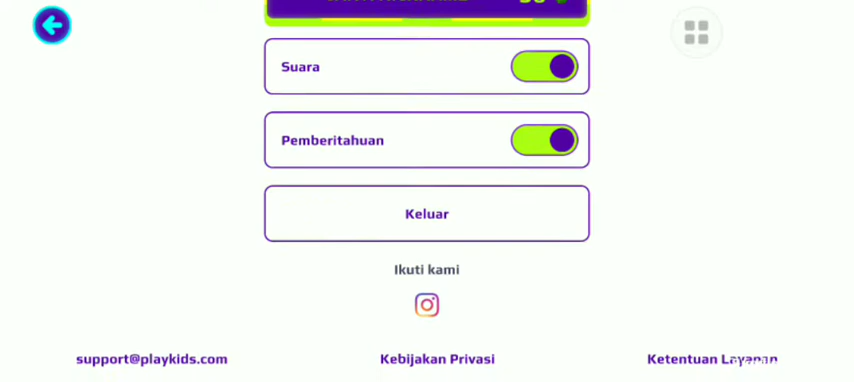 Suara
Pemberitahuan
Keluar
Ikuti kami
support@playkids.com
Kebijakan Privasi
Ketentuan Layanan